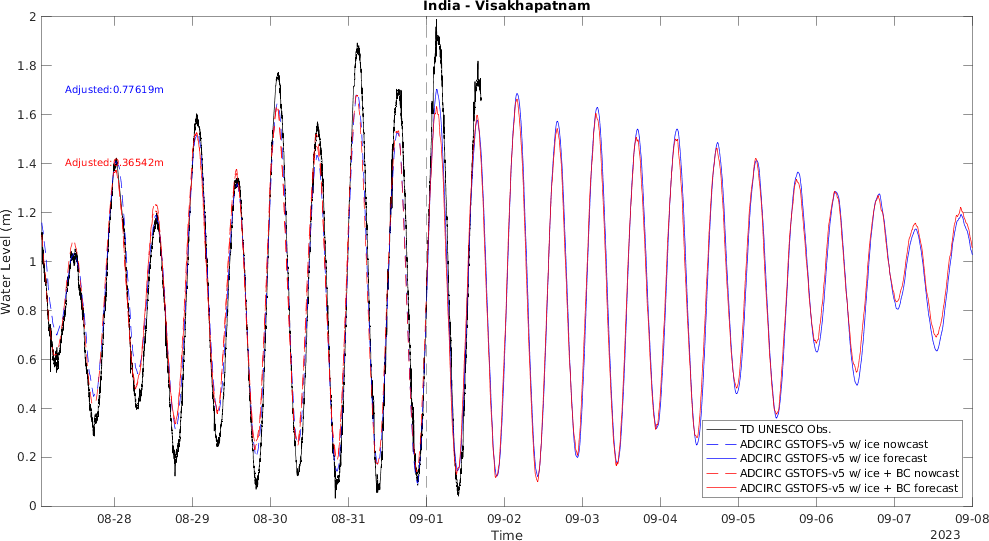 India - Visakhapatnam
2
1.8
1.6
1.4
1.2
1
0.8
0.6
0.4
0.2
0
Water Level (m)
Adjusted:0.77619m
Adjusted:0.36542m
TD UNESCO Obs.
ADCIRC GSTOFS-v5 w/ ice nowcast
ADCIRC GSTOFS-v5 w/ ice forecast
ADCIRC GSTOFS-v5 w/ ice + BC nowcast
ADCIRC GSTOFS-v5 w/ ice + BC forecast
08-28 08-29 08-30 08-31 09-01 09-02 09-03 09-04 09-05 09-06 09-07 09-08
Time
2023